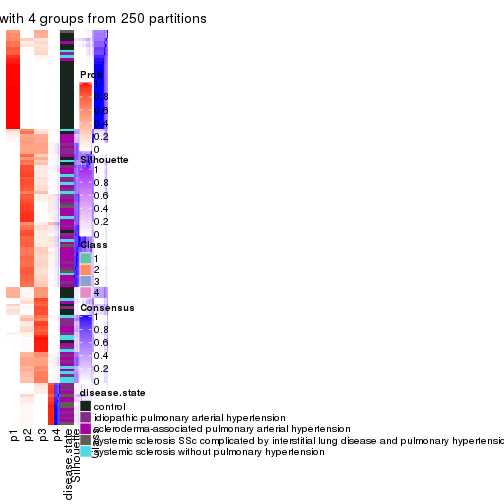 with 4 groups from 250 partitions
Prob
1
0.8
0.6
0.4
0.2
0
Silhouette
1
0.8
0.6
0.4
0.2
0
Class
1
2
3
4
Consensus
1
0.8
0.6
0.4
0.2
0
disease.state
control
idiopathic pulmonary arterial hypertension
scleroderma-associated pulmonary arterial hypertension
systemic sclerosis SSc complicated by interstitial lung disease and pulmonary hypertension
systemic sclerosis without pulmonary hypertension
p1
p2
p3
p4
disease.state
Silhouette